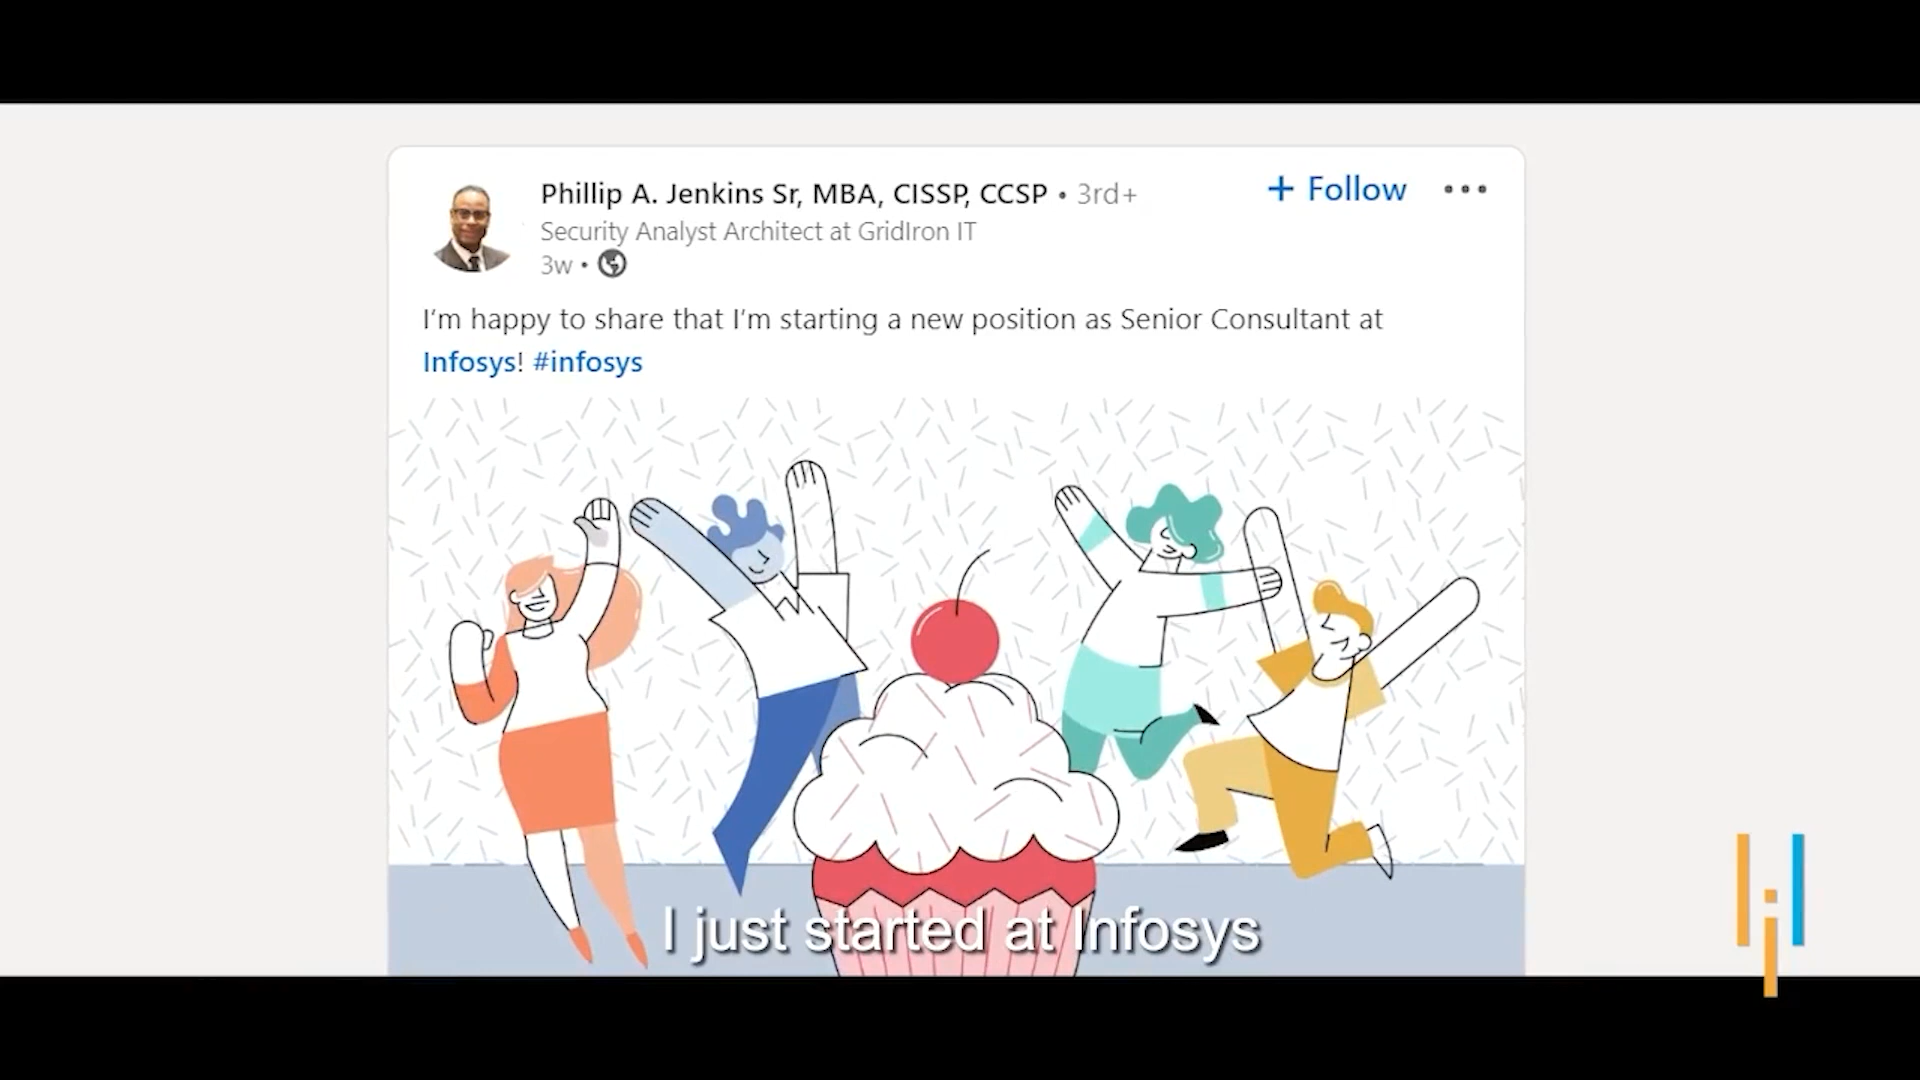 Phillip A. Jenkins Sr, MBA, CISSP, CCSP • 3rd+
+ Follow
Security Analyst Architect at GridIron IT
3w •
I'm happy to share that I'm starting a new position as Senior Consultant at
Infosys! #infosys
I just started at Infosys